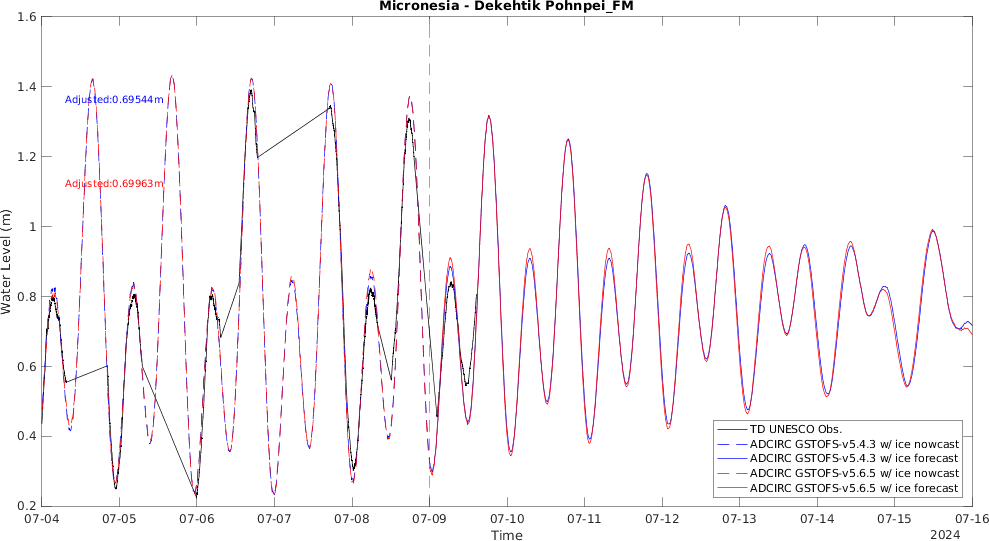 Micronesia - Dekehtik Pohnpei_FM
1.6
1.4
1.2
1
0.8
0.6
0.4
0.2
Water Level (m)
Adjusted:0.69544m
Adjusted:0.69963m
TD UNESCO Obs.
ADCIRC GSTOFS-v5.4.3 w/ ice nowcast
ADCIRC GSTOFS-v5.4.3 w/ ice forecast
ADCIRC GSTOFS-v5.6.5 w/ ice nowcast
ADCIRC GSTOFS-v5.6.5 w/ ice forecast
07-04 07-05 07-06 07-07 07-08 07-09 07-10 07-11 07-12 07-13 07-14 07-15 07-16
Time
2024